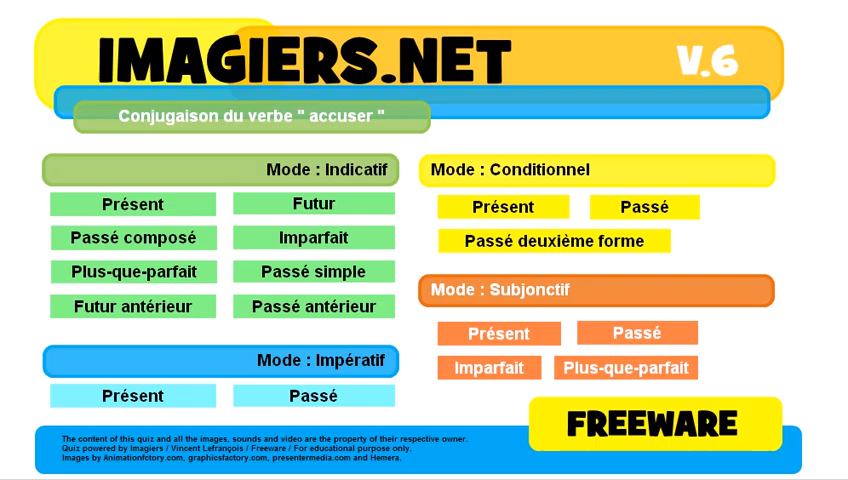 IMAGIERS.NET
V.6
Conjugaison du verbe " accuser "
Mode : Indicatif
Présent
Futur
Passé composé
Imparfait
Plus-que-parfait
Passé simple
Futur antérieur
Passé antérieur
Mode : Impératif
Présent
Passé
Mode : Conditionnel
Présent
Passé
Passé deuxième forme
Mode : Subjonctif
Présent
Passé
Imparfait
Plus-que-parfait
FREEWARE
The content of this quiz and all the images, sounds and video are the property of their respective owner.
Quiz powered by Imagiers / Vincent Lefrançois / Freeware / For educational purpose only.
Images by Animationfctory.com, graphicsfactory.com, presentermedia.com and Hemera.